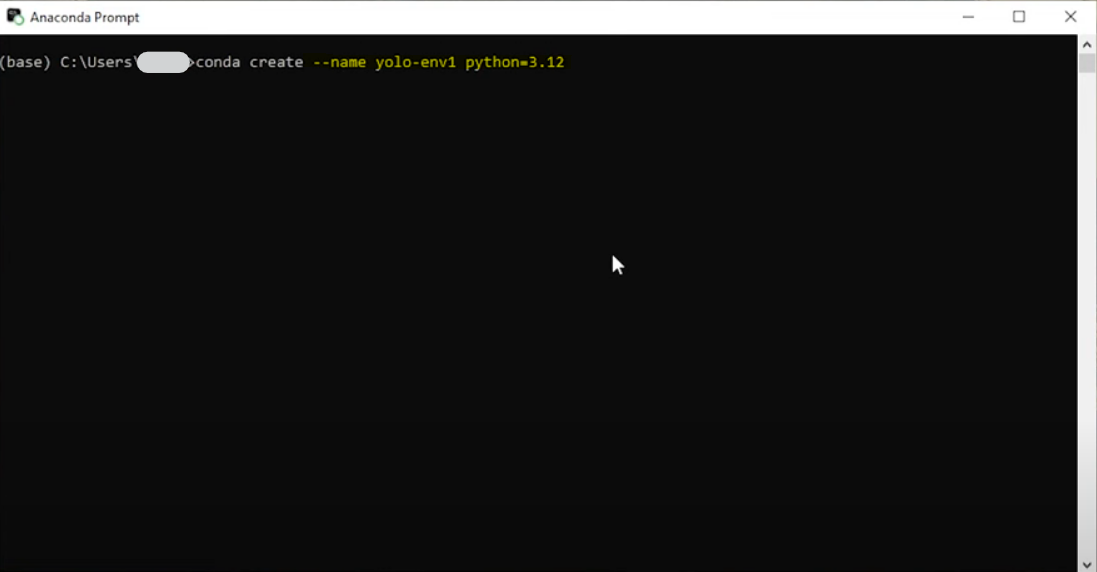 Anaconda Prompt
(base) C:\Users\>conda create --name yolo-env1 python=3.12